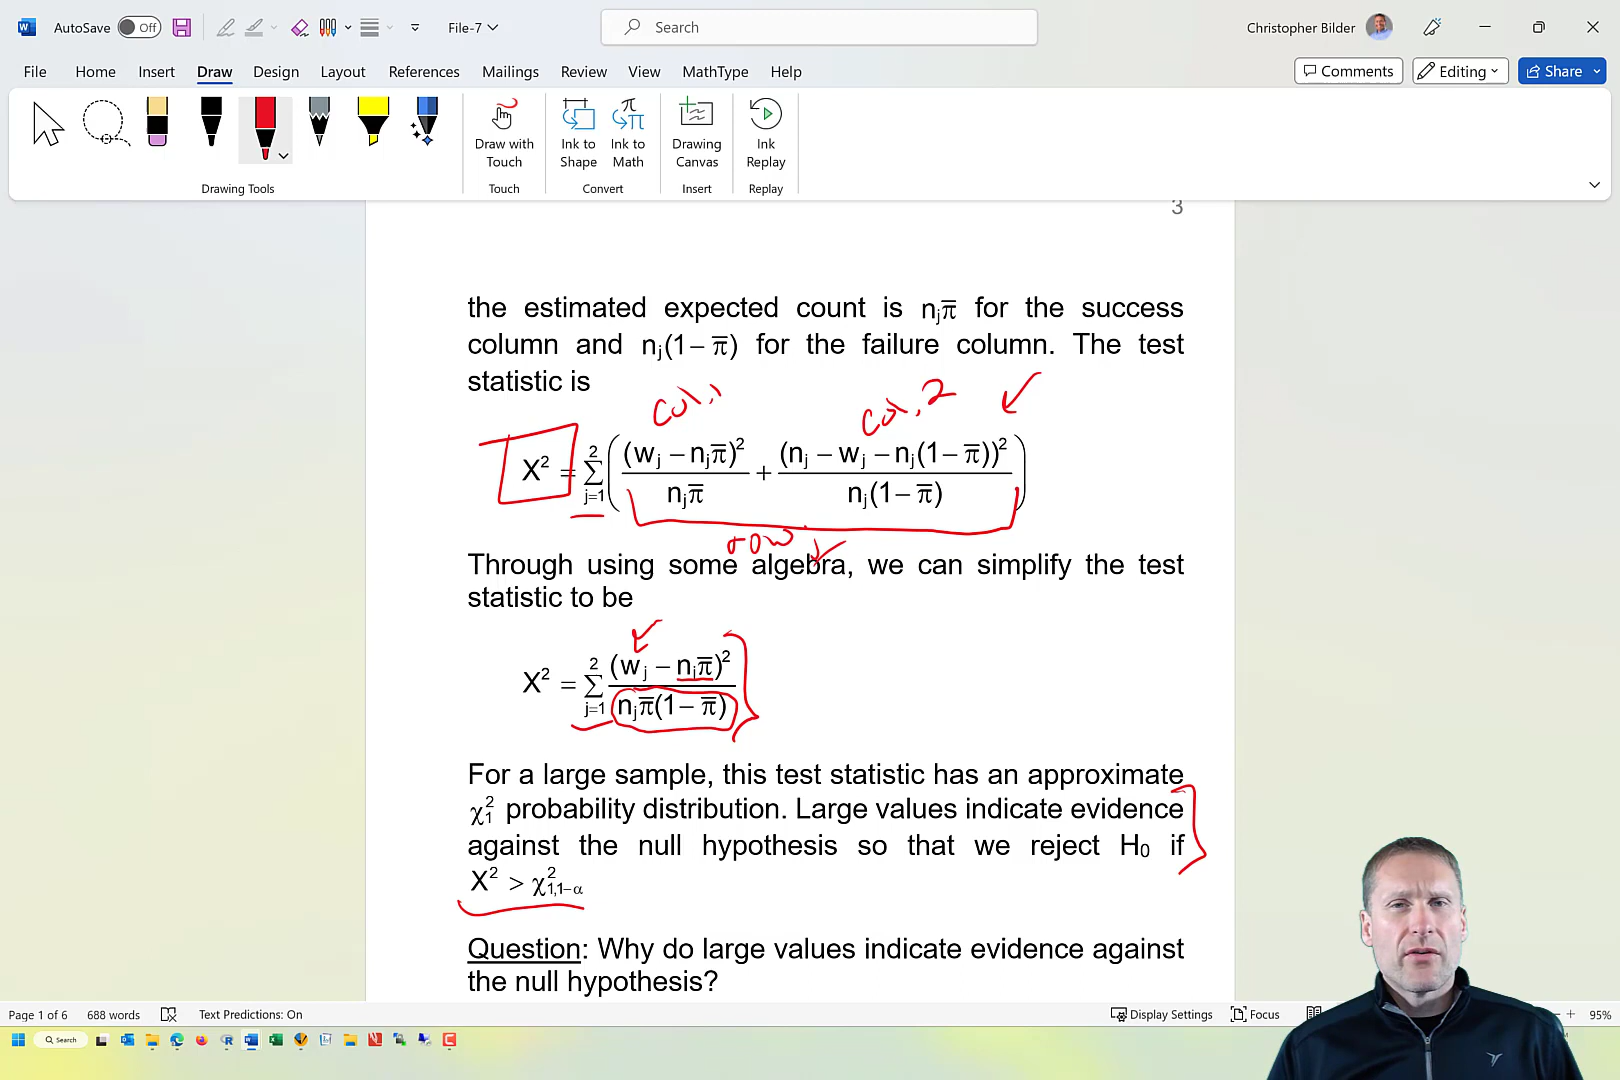 AutoSave Off File-7 Search Christopher Bilder
File Home Insert Draw Design Layout References Mailings Review View MathType Help Comments Editing Share
Draw with Touch
Ink to Shape
Ink to Math
Drawing Canvas
Ink Replay
Drawing Tools Touch Convert Insert Replay
3
the estimated expected count is nⱼπ̅ for the success
column and nⱼ(1− π̅) for the failure column. The test
statistic is
col. 1 col. 2
X² = ∑ⱼ₌₁² ( (wⱼ − nⱼπ̅)² / nⱼπ̅ + (nⱼ − wⱼ − nⱼ(1− π̅))² / nⱼ(1− π̅) )
row
Through using some algebra, we can simplify the test
statistic to be
X² = ∑ⱼ₌₁² (wⱼ − nⱼπ̅)² / nⱼπ̅(1− π̅)
For a large sample, this test statistic has an approximate
χ₁² probability distribution. Large values indicate evidence
against the null hypothesis so that we reject H₀ if
X² > χ²₁,₁₋α
Question: Why do large values indicate evidence against
the null hypothesis?
Page 1 of 6 688 words Text Predictions: On Display Settings Focus 95%
Search